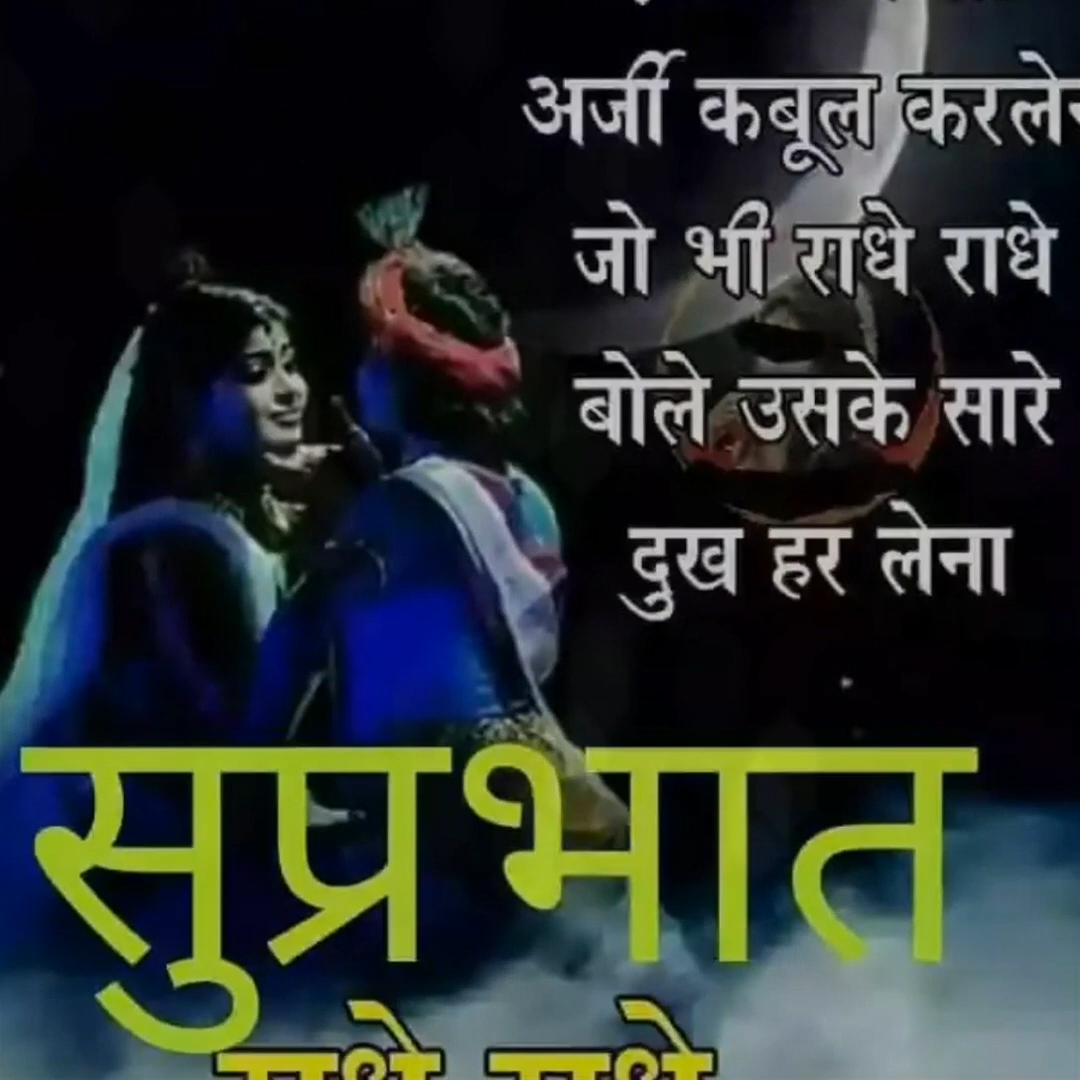 अर्जी कबूल करले
जो भी राधे राधे
बोले उसके सारे
दुख हर लेना
सुप्रभात
राधे राधे